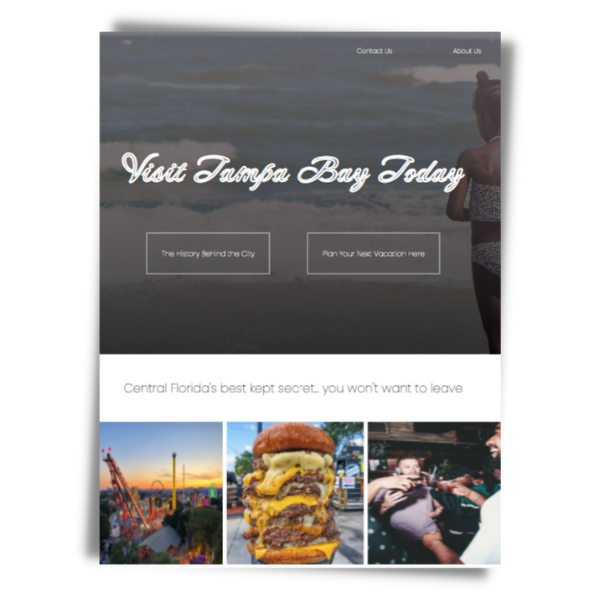 Contact Us About Us
Visit Tampa Bay Today
The History Behind the City Plan Your Next Vacation Here
Central Florida's best kept secret... you won't want to leave